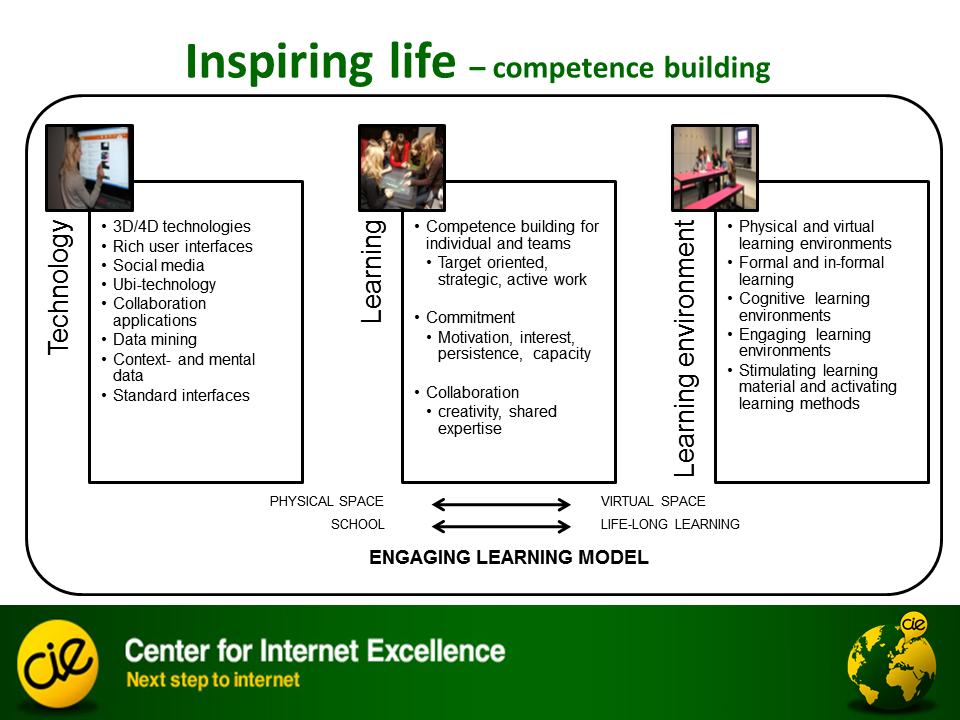 Inspiring life – competence building
Technology
• 3D/4D technologies
• Rich user interfaces
• Social media
• Ubi-technology
• Collaboration
applications
• Data mining
• Context- and mental
data
• Standard interfaces
Learning
• Competence building for
individual and teams
• Target oriented,
strategic, active work
• Commitment
• Motivation, interest,
persistence, capacity
• Collaboration
• creativity, shared
expertise
Learning environment
• Physical and virtual
learning environments
• Formal and in-formal
learning
• Cognitive learning
environments
• Engaging learning
environments
• Stimulating learning
material and activating
learning methods
PHYSICAL SPACE VIRTUAL SPACE
SCHOOL LIFE-LONG LEARNING
ENGAGING LEARNING MODEL
cie
Center for Internet Excellence
Next step to internet
cie